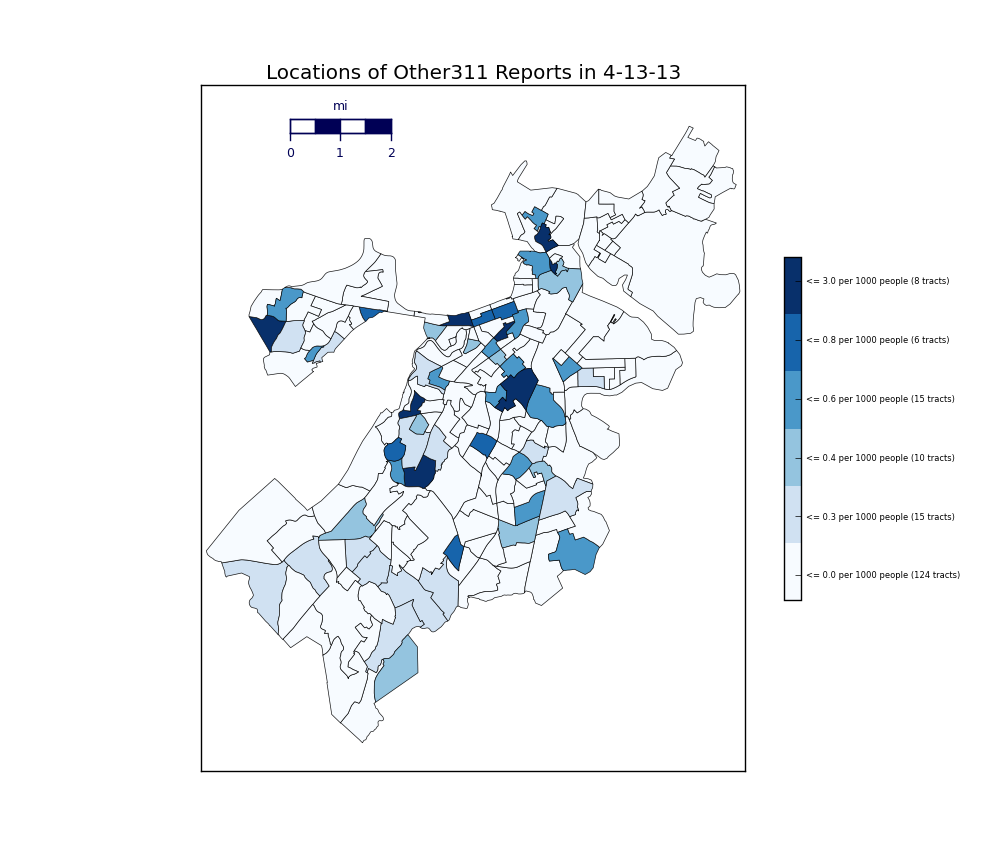 Locations of Other311 Reports in 4-13-13
mi
0 1 2
<= 3.0 per 1000 people (8 tracts)
<= 0.8 per 1000 people (6 tracts)
<= 0.6 per 1000 people (15 tracts)
<= 0.4 per 1000 people (10 tracts)
<= 0.3 per 1000 people (15 tracts)
<= 0.0 per 1000 people (124 tracts)